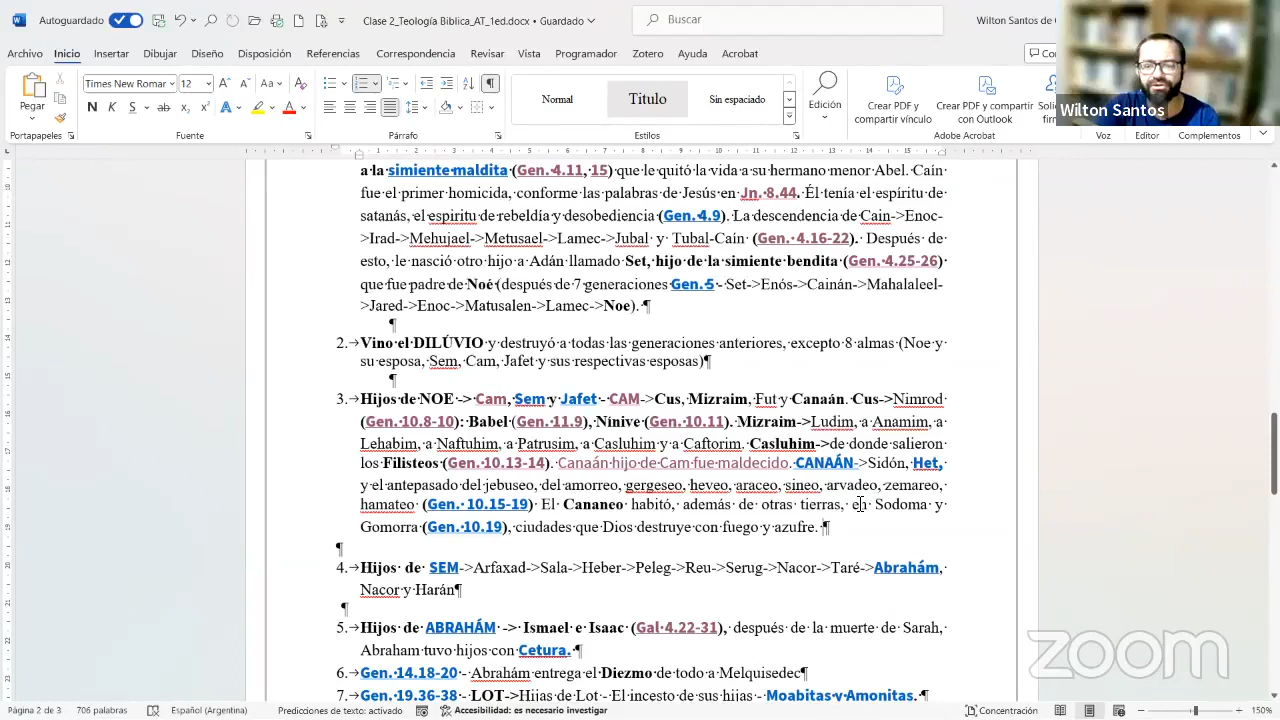 Autoguardado
Clase 2_Teología Biblica_AT_1ed.docx • Guardado
Buscar
Wilton Santos de
Archivo Inicio Insertar Dibujar Diseño Disposición Referencias Correspondencia Revisar Vista Programador Zotero Ayuda Acrobat
Times New Roman 12
Pegar
N K S ab
Normal
Título
Sin espaciado
Edición
Crear PDF y compartir vínculo
Crear PDF y compartir con Outlook
Wilton Santos
Portapapeles Fuente Párrafo Estilos Adobe Acrobat Voz Editor Complementos
a la simiente maldita (Gen.4.11, 15) que le quitó la vida a su hermano menor Abel. Caín
fue el primer homicida, conforme las palabras de Jesús en Jn. 8.44. Él tenía el espíritu de
satanás, el espiritu de rebeldía y desobediencia (Gen.4.9). La descendencia de Cain->Enoc-
>Irad->Mehujael->Metusael->Lamec->Jubal y Tubal-Caín (Gen. 4.16-22). Después de
esto, le nasció otro hijo a Adán llamado Set, hijo de la simiente bendita (Gen.4.25-26)
que fue padre de Noé (después de 7 generaciones Gen.5 - Set->Enós->Cainán->Mahalaleel-
>Jared->Enoc->Matusalen->Lamec->Noe). ¶
¶
2.→Vino el DILÚVIO y destruyó a todas las generaciones anteriores, excepto 8 almas (Noe y
su esposa, Sem, Cam, Jafet y sus respectivas esposas)¶
¶
3.→Hijos de NOE -> Cam, Sem y Jafet - CAM->Cus, Mizraim, Fut y Canaán. Cus->Nimrod
(Gen.10.8-10): Babel (Gen.11.9), Nínive (Gen.10.11). Mizraim->Ludim, a Anamim, a
Lehabim, a Naftuhim, a Patrusim, a Casluhim y a Caftorim. Casluhim->de donde salieron
los Filisteos (Gen.10.13-14). Canaán hijo de Cam fue maldecido. CANAÁN->Sidón, Het,
y el antepasado del jebuseo, del amorreo, gergeseo, heveo, araceo, sineo, arvadeo, zemareo,
hamateo (Gen. 10.15-19) El Cananeo habitó, además de otras tierras, en Sodoma y
Gomorra (Gen.10.19), ciudades que Dios destruye con fuego y azufre. ¶
¶
4.→Hijos de SEM->Arfaxad->Sala->Heber->Peleg->Reu->Serug->Nacor->Taré->Abrahám,
Nacor y Harán¶
¶
5.→Hijos de ABRAHÁM -> Ismael e Isaac (Gal 4.22-31), después de la muerte de Sarah,
Abraham tuvo hijos con Cetura. ¶
6.→Gen.14.18-20 - Abrahám entrega el Diezmo de todo a Melquisedec¶
7.→Gen.19.36-38 - LOT->Hijas de Lot - El incesto de sus hijas - Moabitas y Amonitas. ¶
zoom
Página 2 de 3 706 palabras Español (Argentina) Predicciones de texto: activado Accesibilidad: es necesario investigar Concentración 150%